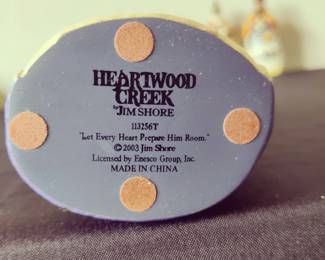 HEARTWOOD
CREEK
by JIM SHORE
113256T
"Let Every Heart Prepare Him Room."
© 2003 Jim Shore
Licensed by Enesco Group, Inc.
MADE IN CHINA